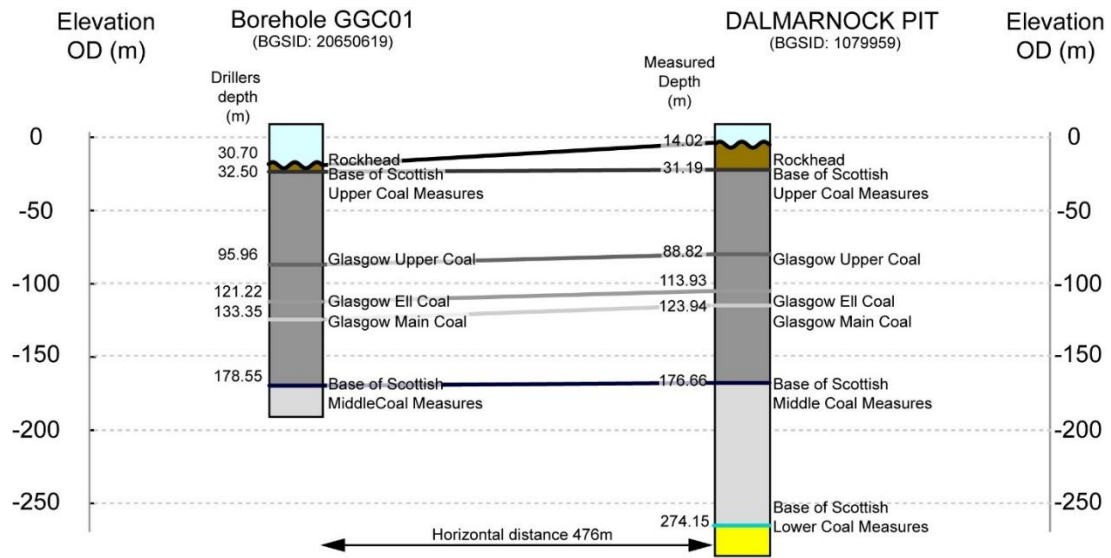 Elevation
OD (m)
Borehole GGC01
(BGSID: 20650619)
DALMARNOCK PIT
(BGSID: 1079959)
Elevation
OD (m)
Drillers
depth
(m)
Measured
Depth
(m)
0
-50
-100
-150
-200
-250
30.70
32.50
95.96
121.22
133.35
178.55
Rockhead
Base of Scottish
Upper Coal Measures
Glasgow Upper Coal
Glasgow Ell Coal
Glasgow Main Coal
Base of Scottish
MiddleCoal Measures
14.02
31.19
88.82
113.93
123.94
176.66
274.15
Rockhead
Base of Scottish
Upper Coal Measures
Glasgow Upper Coal
Glasgow Ell Coal
Glasgow Main Coal
Base of Scottish
Middle Coal Measures
Base of Scottish
Lower Coal Measures
0
-50
-100
-150
-200
-250
Horizontal distance 476m